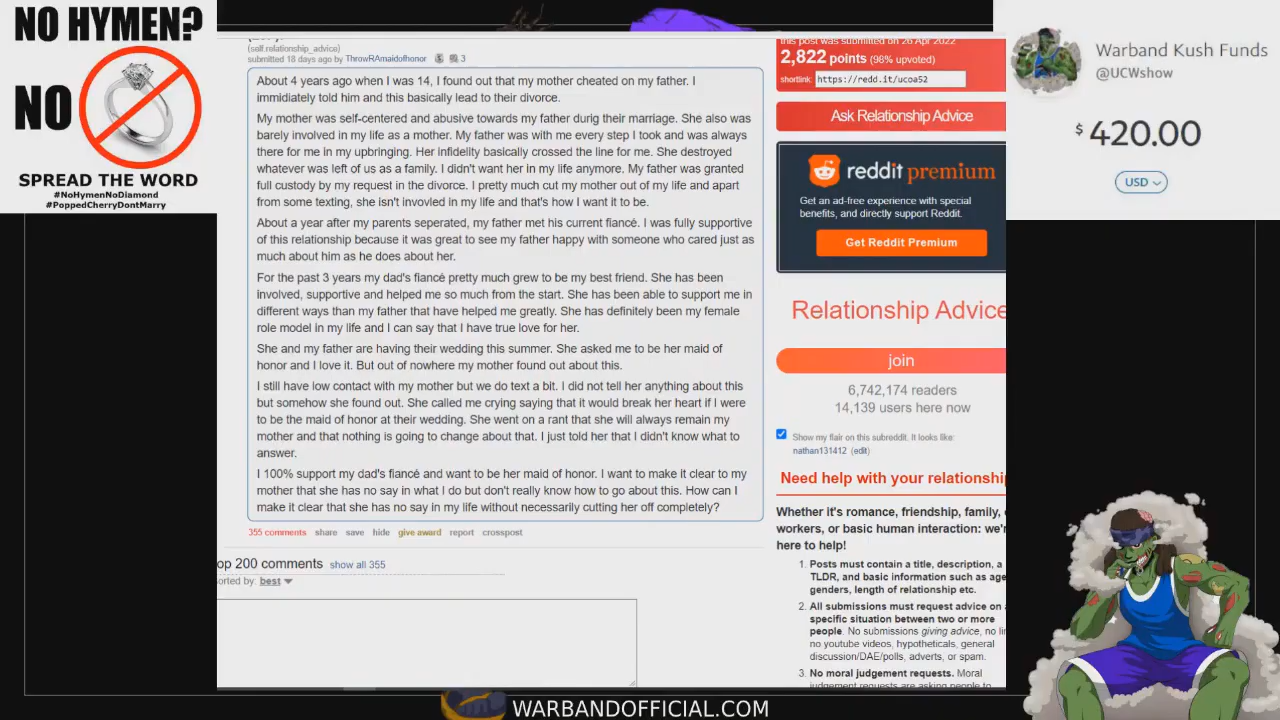 NO HYMEN?
NO
SPREAD THE WORD
#NoHymenNoDiamond
#PoppedCherryDontMarry
(self.relationship_advice)
submitted 18 days ago by ThrowRAmaidofhonor 3
About 4 years ago when I was 14, I found out that my mother cheated on my father. I
immidiately told him and this basically lead to their divorce.
My mother was self-centered and abusive towards my father durig their marriage. She also was
barely involved in my life as a mother. My father was with me every step I took and was always
there for me in my upbringing. Her infidelity basically crossed the line for me. She destroyed
whatever was left of us as a family. I didn't want her in my life anymore. My father was granted
full custody by my request in the divorce. I pretty much cut my mother out of my life and apart
from some texting, she isn't invovled in my life and that's how I want it to be.
About a year after my parents seperated, my father met his current fiancé. I was fully supportive
of this relationship because it was great to see my father happy with someone who cared just as
much about him as he does about her.
For the past 3 years my dad's fiancé pretty much grew to be my best friend. She has been
involved, supportive and helped me so much from the start. She has been able to support me in
different ways than my father that have helped me greatly. She has definitely been my female
role model in my life and I can say that I have true love for her.
She and my father are having their wedding this summer. She asked me to be her maid of
honor and I love it. But out of nowhere my mother found out about this.
I still have low contact with my mother but we do text a bit. I did not tell her anything about this
but somehow she found out. She called me crying saying that it would break her heart if I were
to be the maid of honor at their wedding. She went on a rant that she will always remain my
mother and that nothing is going to change about that. I just told her that I didn't know what to
answer.
I 100% support my dad's fiancé and want to be her maid of honor. I want to make it clear to my
mother that she has no say in what I do but don't really know how to go about this. How can I
make it clear that she has no say in my life without necessarily cutting her off completely?
355 comments share save hide give award report crosspost
op 200 comments show all 355
sorted by: best
this post was submitted on 26 Apr 2022
2,822 points (96% upvoted)
shortlink: https://redd.it/ucoa52
Ask Relationship Advice
reddit premium
Get an ad-free experience with special
benefits, and directly support Reddit.
Get Reddit Premium
Relationship Advice
join
6,742,174 readers
14,139 users here now
Show my flair on this subreddit. It looks like:
nathan131412 (edit)
Need help with your relationship
Whether it's romance, friendship, family,
workers, or basic human interaction: we're
here to help!
1. Posts must contain a title, description, a
TLDR, and basic information such as age
genders, length of relationship etc.
2. All submissions must request advice on a
specific situation between two or more
people. No submissions giving advice, no
no youtube videos, hypotheticals, general
discussion/DAE/polls, adverts, or spam.
3. No moral judgement requests. Moral
judgement requests are asking people to
Warband Kush Funds
@UCWshow
$ 420.00
USD
WARBANDOFFICIAL.COM